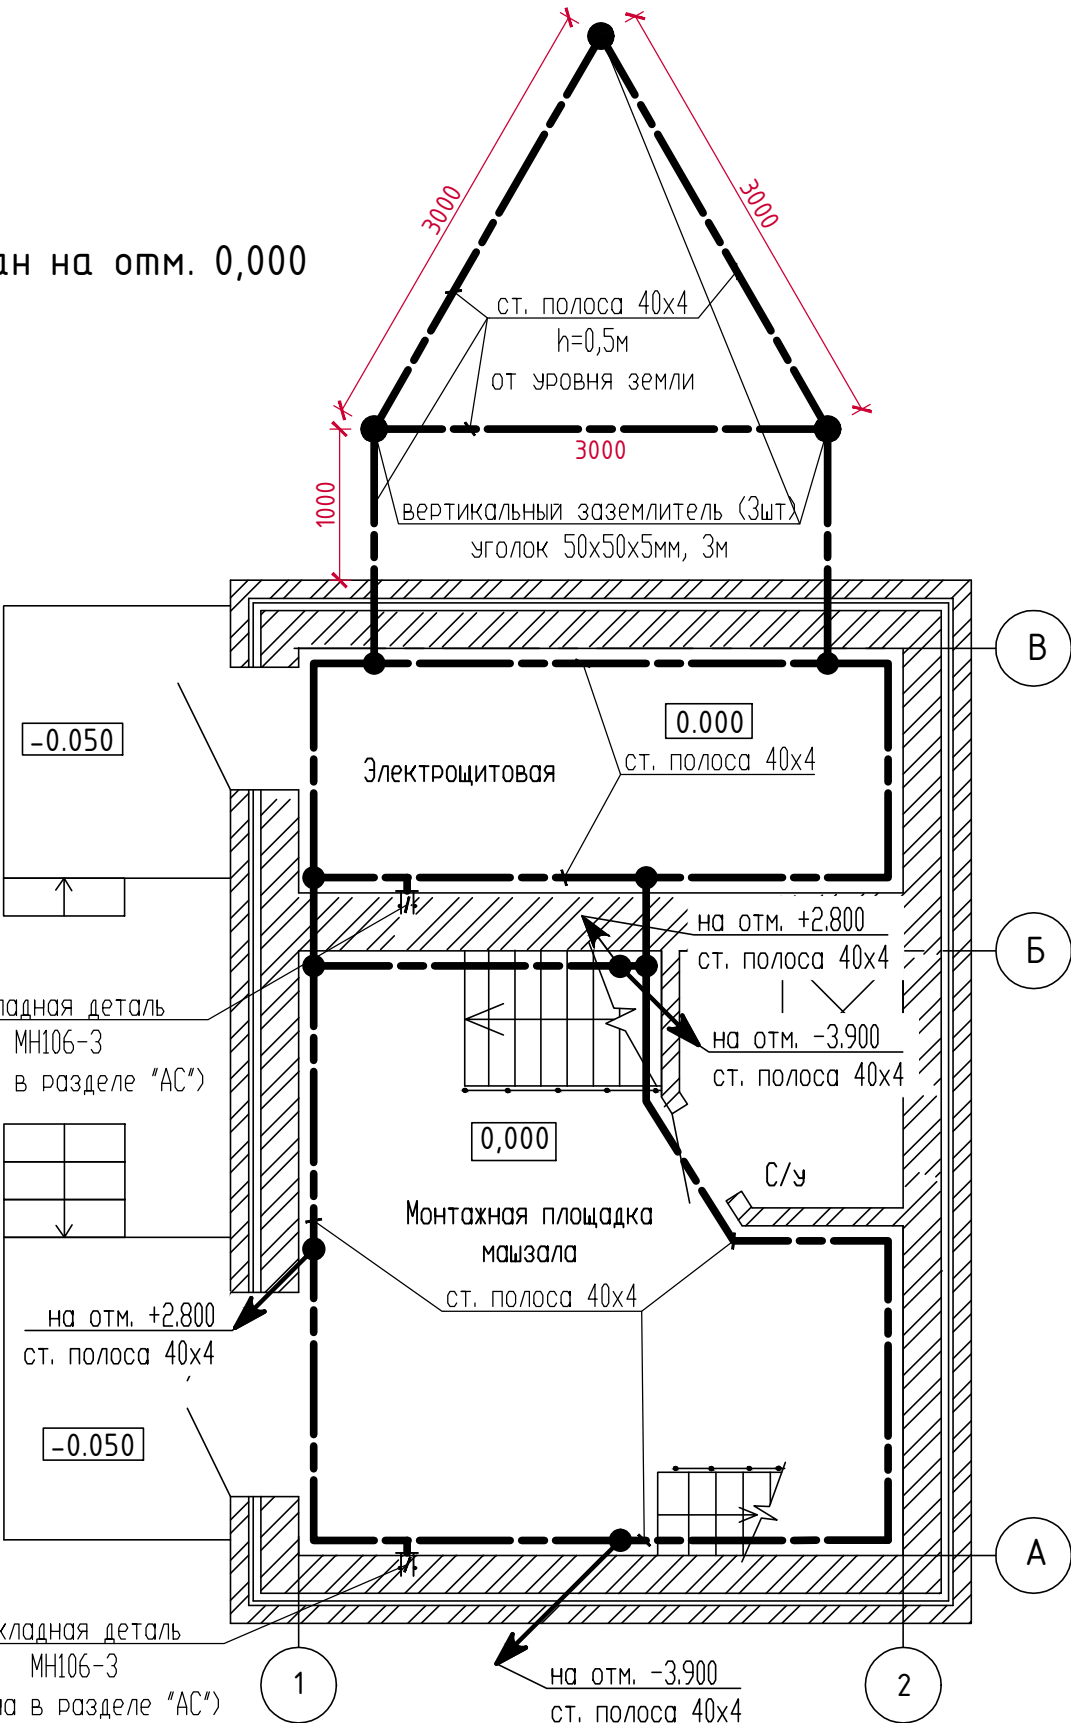 3000
3000
ан на отм. 0,000
ст. полоса 40х4
h=0,5м
от уровня земли
3000
1000
вертикальный заземлитель (3шт)
уголок 50х50х5мм, 3м
В
-0.050
0.000
ст. полоса 40х4
Электрощитовая
на отм. +2.800
ст. полоса 40х4
Б
ладная деталь
МН106-3
в разделе "АС")
на отм. -3.900
ст. полоса 40х4
0,000
С/у
Монтажная площадка
машзала
ст. полоса 40х4
на отм. +2.800
ст. полоса 40х4
-0.050
А
кладная деталь
МН106-3
на в разделе "АС")
1
на отм. -3.900
ст. полоса 40х4
2